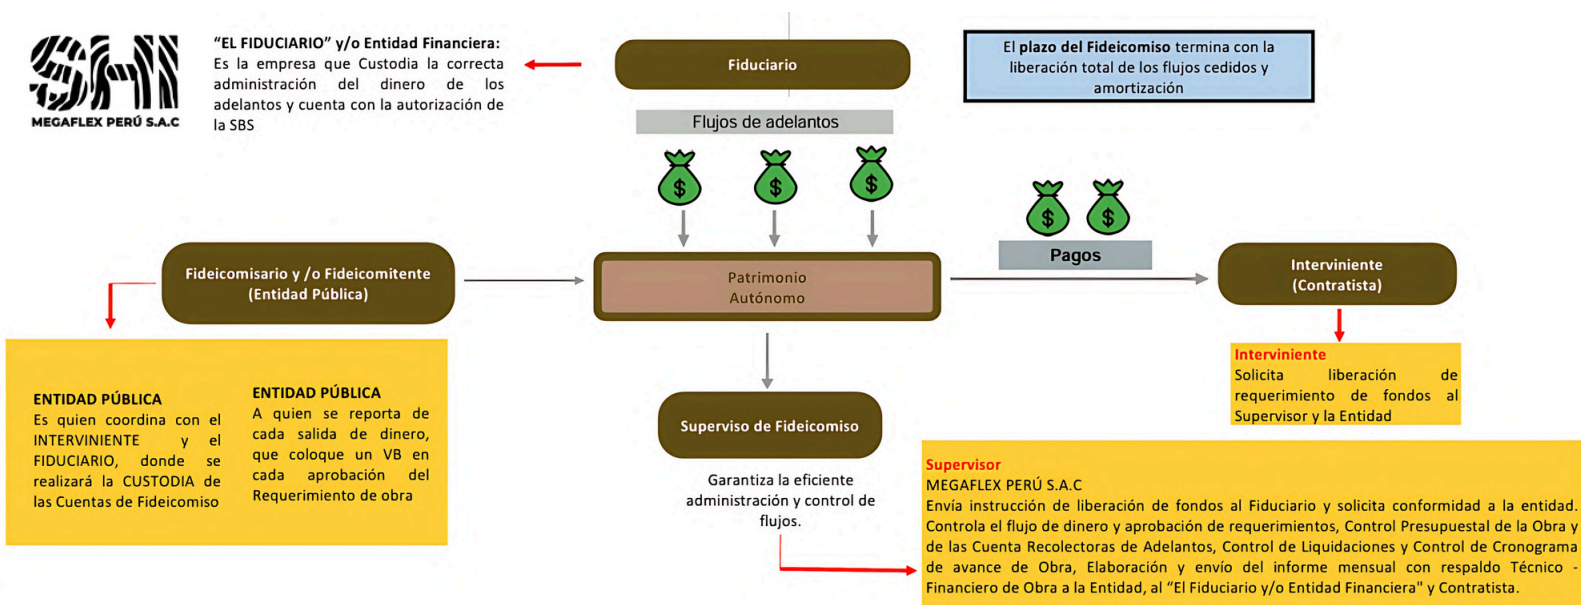 SHI
MEGAFLEX PERÚ S.A.C
“EL FIDUCIARIO” y/o Entidad Financiera:
Es la empresa que Custodia la correcta
administración del dinero de los
adelantos y cuenta con la autorización de
la SBS
Fiduciario
El plazo del Fideicomiso termina con la
liberación total de los flujos cedidos y
amortización
Flujos de adelantos
$ $ $
$ $
Pagos
Fideicomisario y /o Fideicomitente
(Entidad Pública)
Patrimonio
Autónomo
Interviniente
(Contratista)
ENTIDAD PÚBLICA
Es quien coordina con el
INTERVINIENTE y el
FIDUCIARIO, donde se
realizará la CUSTODIA de
las Cuentas de Fideicomiso
ENTIDAD PÚBLICA
A quien se reporta de
cada salida de dinero,
que coloque un VB en
cada aprobación del
Requerimiento de obra
Interviniente
Solicita liberación de
requerimiento de fondos al
Supervisor y la Entidad
Superviso de Fideicomiso
Garantiza la eficiente
administración y control de
flujos.
Supervisor
MEGAFLEX PERÚ S.A.C
Envía instrucción de liberación de fondos al Fiduciario y solicita conformidad a la entidad.
Controla el flujo de dinero y aprobación de requerimientos, Control Presupuestal de la Obra y
de las Cuenta Recolectoras de Adelantos, Control de Liquidaciones y Control de Cronograma
de avance de Obra, Elaboración y envío del informe mensual con respaldo Técnico -
Financiero de Obra a la Entidad, al “El Fiduciario y/o Entidad Financiera" y Contratista.